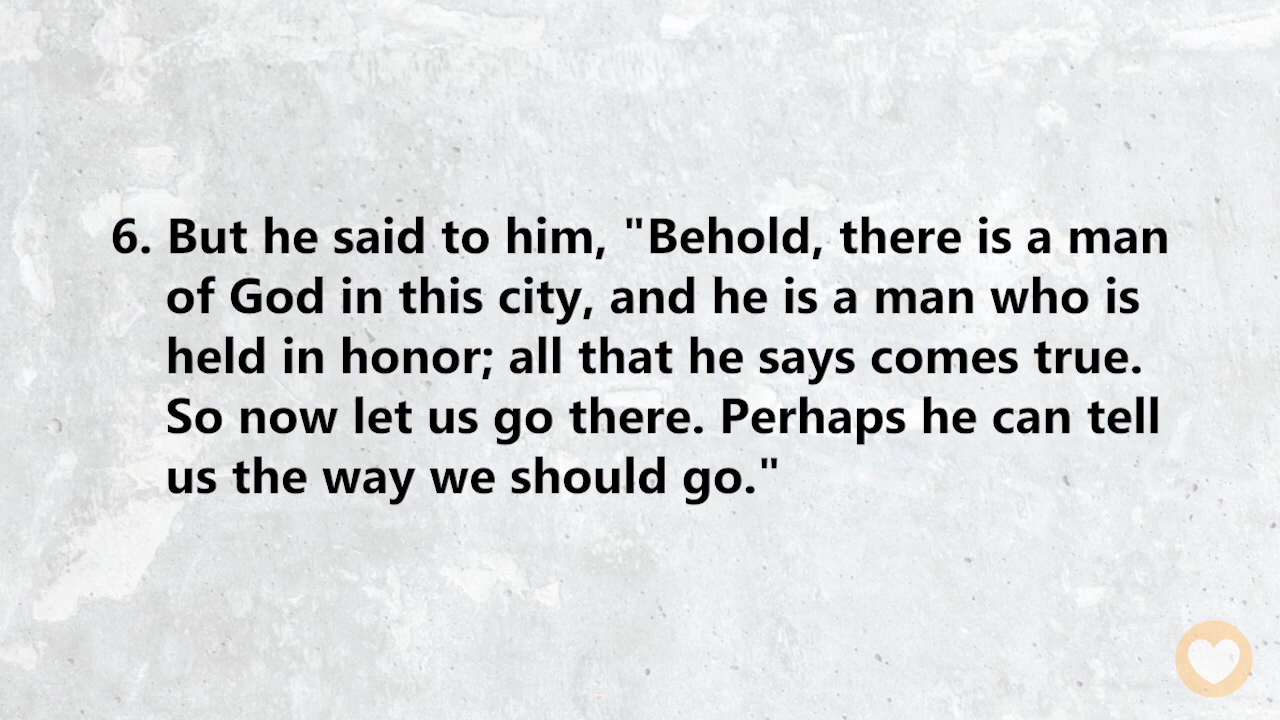 6. But he said to him, "Behold, there is a man
of God in this city, and he is a man who is
held in honor; all that he says comes true.
So now let us go there. Perhaps he can tell
us the way we should go."